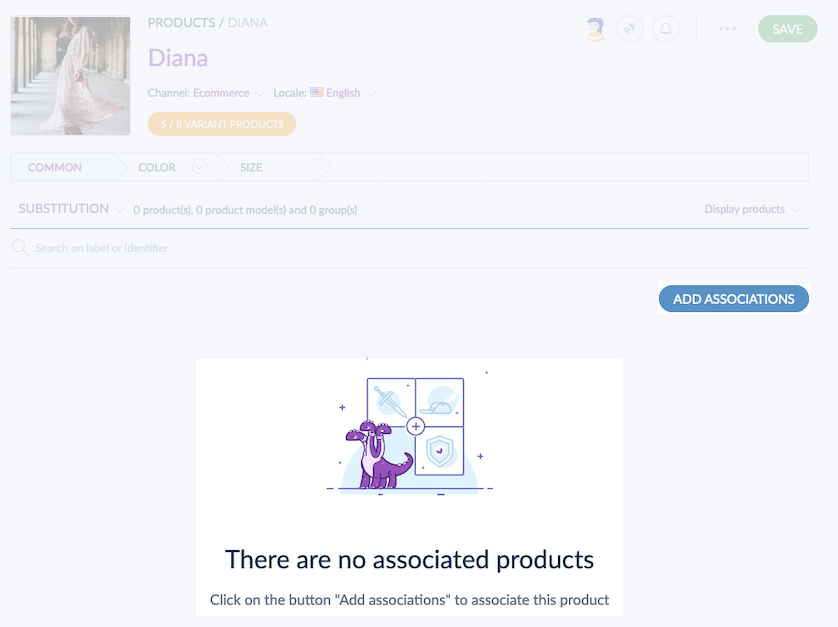 PRODUCTS / DIANA
SAVE
Diana
Channel: Ecommerce Locale: English
5 / 8 VARIANT PRODUCTS
COMMON COLOR SIZE
SUBSTITUTION 0 product(s), 0 product model(s) and 0 group(s) Display products
Search on label or identifier
ADD ASSOCIATIONS
There are no associated products
Click on the button "Add associations" to associate this product